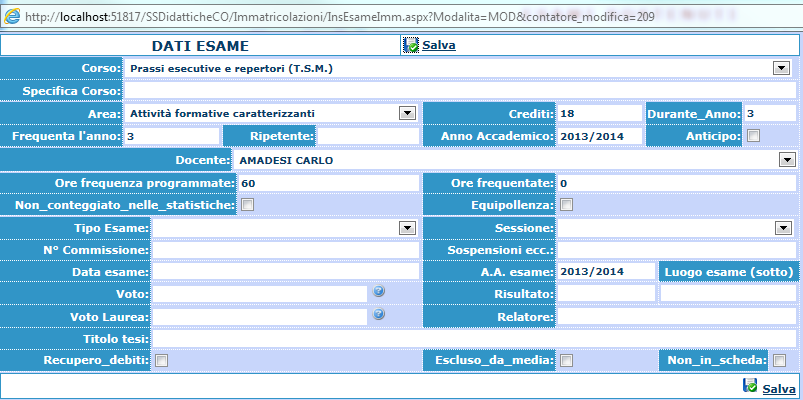 http://localhost:51817/SSDidatticheCO/Immatricolazioni/InsEsameImm.aspx?Modalita=MOD&contatore_modifica=209
DATI ESAME Salva
Corso: Prassi esecutive e repertori (T.S.M.)
Specifica Corso:
Area: Attività formative caratterizzanti Crediti: 18 Durante_Anno: 3
Frequenta l'anno: 3 Ripetente: Anno Accademico: 2013/2014 Anticipo:
Docente: AMADESI CARLO
Ore frequenza programmate: 60 Ore frequentate: 0
Non_conteggiato_nelle_statistiche: Equipollenza:
Tipo Esame: Sessione:
N° Commissione: Sospensioni ecc.:
Data esame: A.A. esame: 2013/2014 Luogo esame (sotto)
Voto: Risultato:
Voto Laurea: Relatore:
Titolo tesi:
Recupero_debiti: Escluso_da_media: Non_in_scheda:
Salva